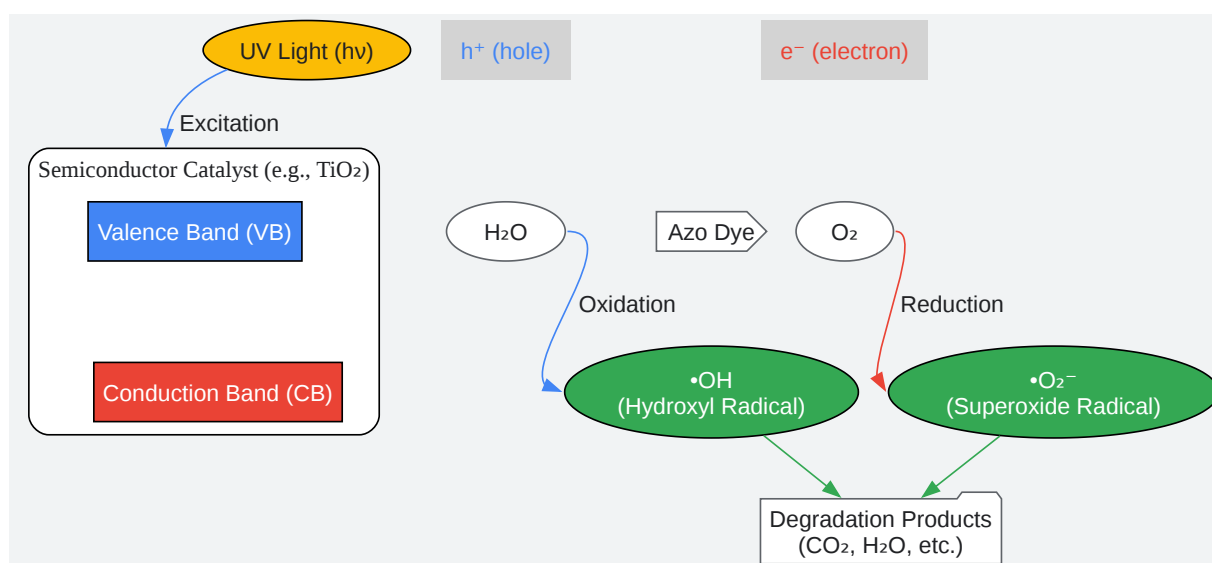 UV Light (hν)
h⁺ (hole)
e⁻ (electron)
Excitation
Semiconductor Catalyst (e.g., TiO₂)
Valence Band (VB)
H₂O
Azo Dye
O₂
Oxidation
Reduction
Conduction Band (CB)
•OH
(Hydroxyl Radical)
•O₂⁻
(Superoxide Radical)
Degradation Products
(CO₂, H₂O, etc.)